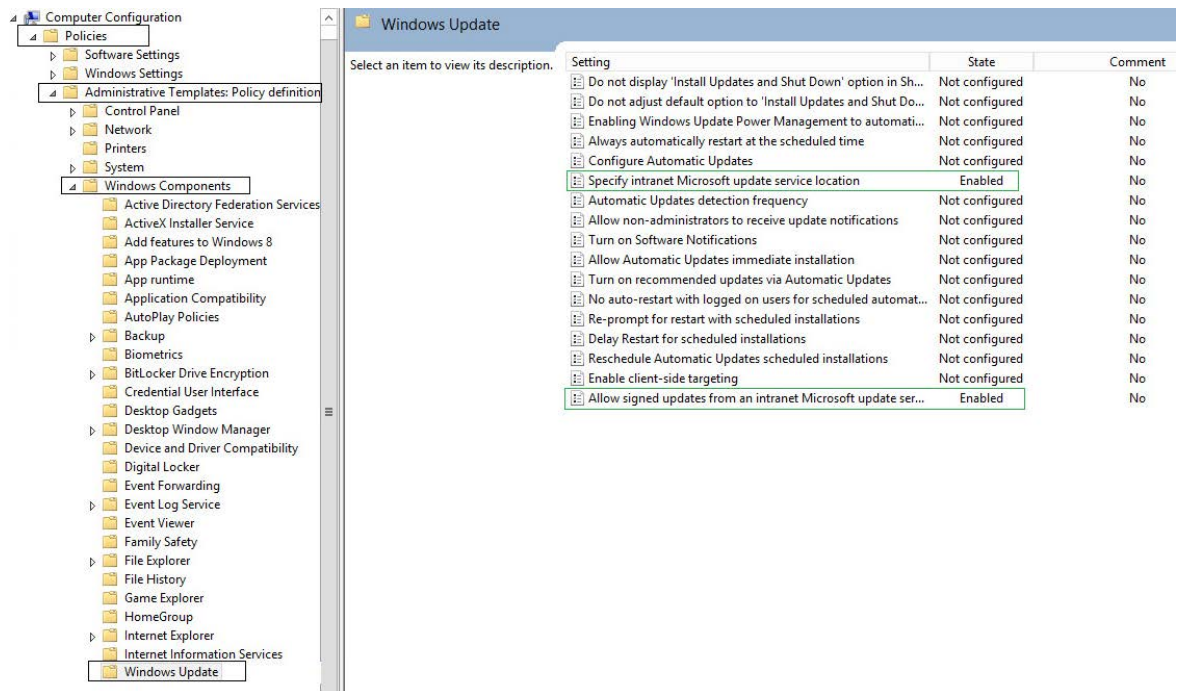 Computer Configuration
Policies
Software Settings
Windows Settings
Administrative Templates: Policy definition
Control Panel
Network
Printers
System
Windows Components
Active Directory Federation Services
ActiveX Installer Service
Add features to Windows 8
App Package Deployment
App runtime
Application Compatibility
AutoPlay Policies
Backup
Biometrics
BitLocker Drive Encryption
Credential User Interface
Desktop Gadgets
Desktop Window Manager
Device and Driver Compatibility
Digital Locker
Event Forwarding
Event Log Service
Event Viewer
Family Safety
File Explorer
File History
Game Explorer
HomeGroup
Internet Explorer
Internet Information Services
Windows Update
Windows Update
Select an item to view its description.
Setting State Comment
Do not display 'Install Updates and Shut Down' option in Sh... Not configured No
Do not adjust default option to 'Install Updates and Shut Do... Not configured No
Enabling Windows Update Power Management to automati... Not configured No
Always automatically restart at the scheduled time Not configured No
Configure Automatic Updates Not configured No
Specify intranet Microsoft update service location Enabled No
Automatic Updates detection frequency Not configured No
Allow non-administrators to receive update notifications Not configured No
Turn on Software Notifications Not configured No
Allow Automatic Updates immediate installation Not configured No
Turn on recommended updates via Automatic Updates Not configured No
No auto-restart with logged on users for scheduled automat... Not configured No
Re-prompt for restart with scheduled installations Not configured No
Delay Restart for scheduled installations Not configured No
Reschedule Automatic Updates scheduled installations Not configured No
Enable client-side targeting Not configured No
Allow signed updates from an intranet Microsoft update ser... Enabled No